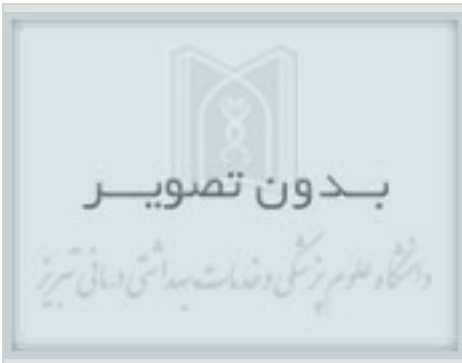 بدون تصویر
دانشگاه علوم پزشکی و خدمات بهداشتی درمانی تبریز